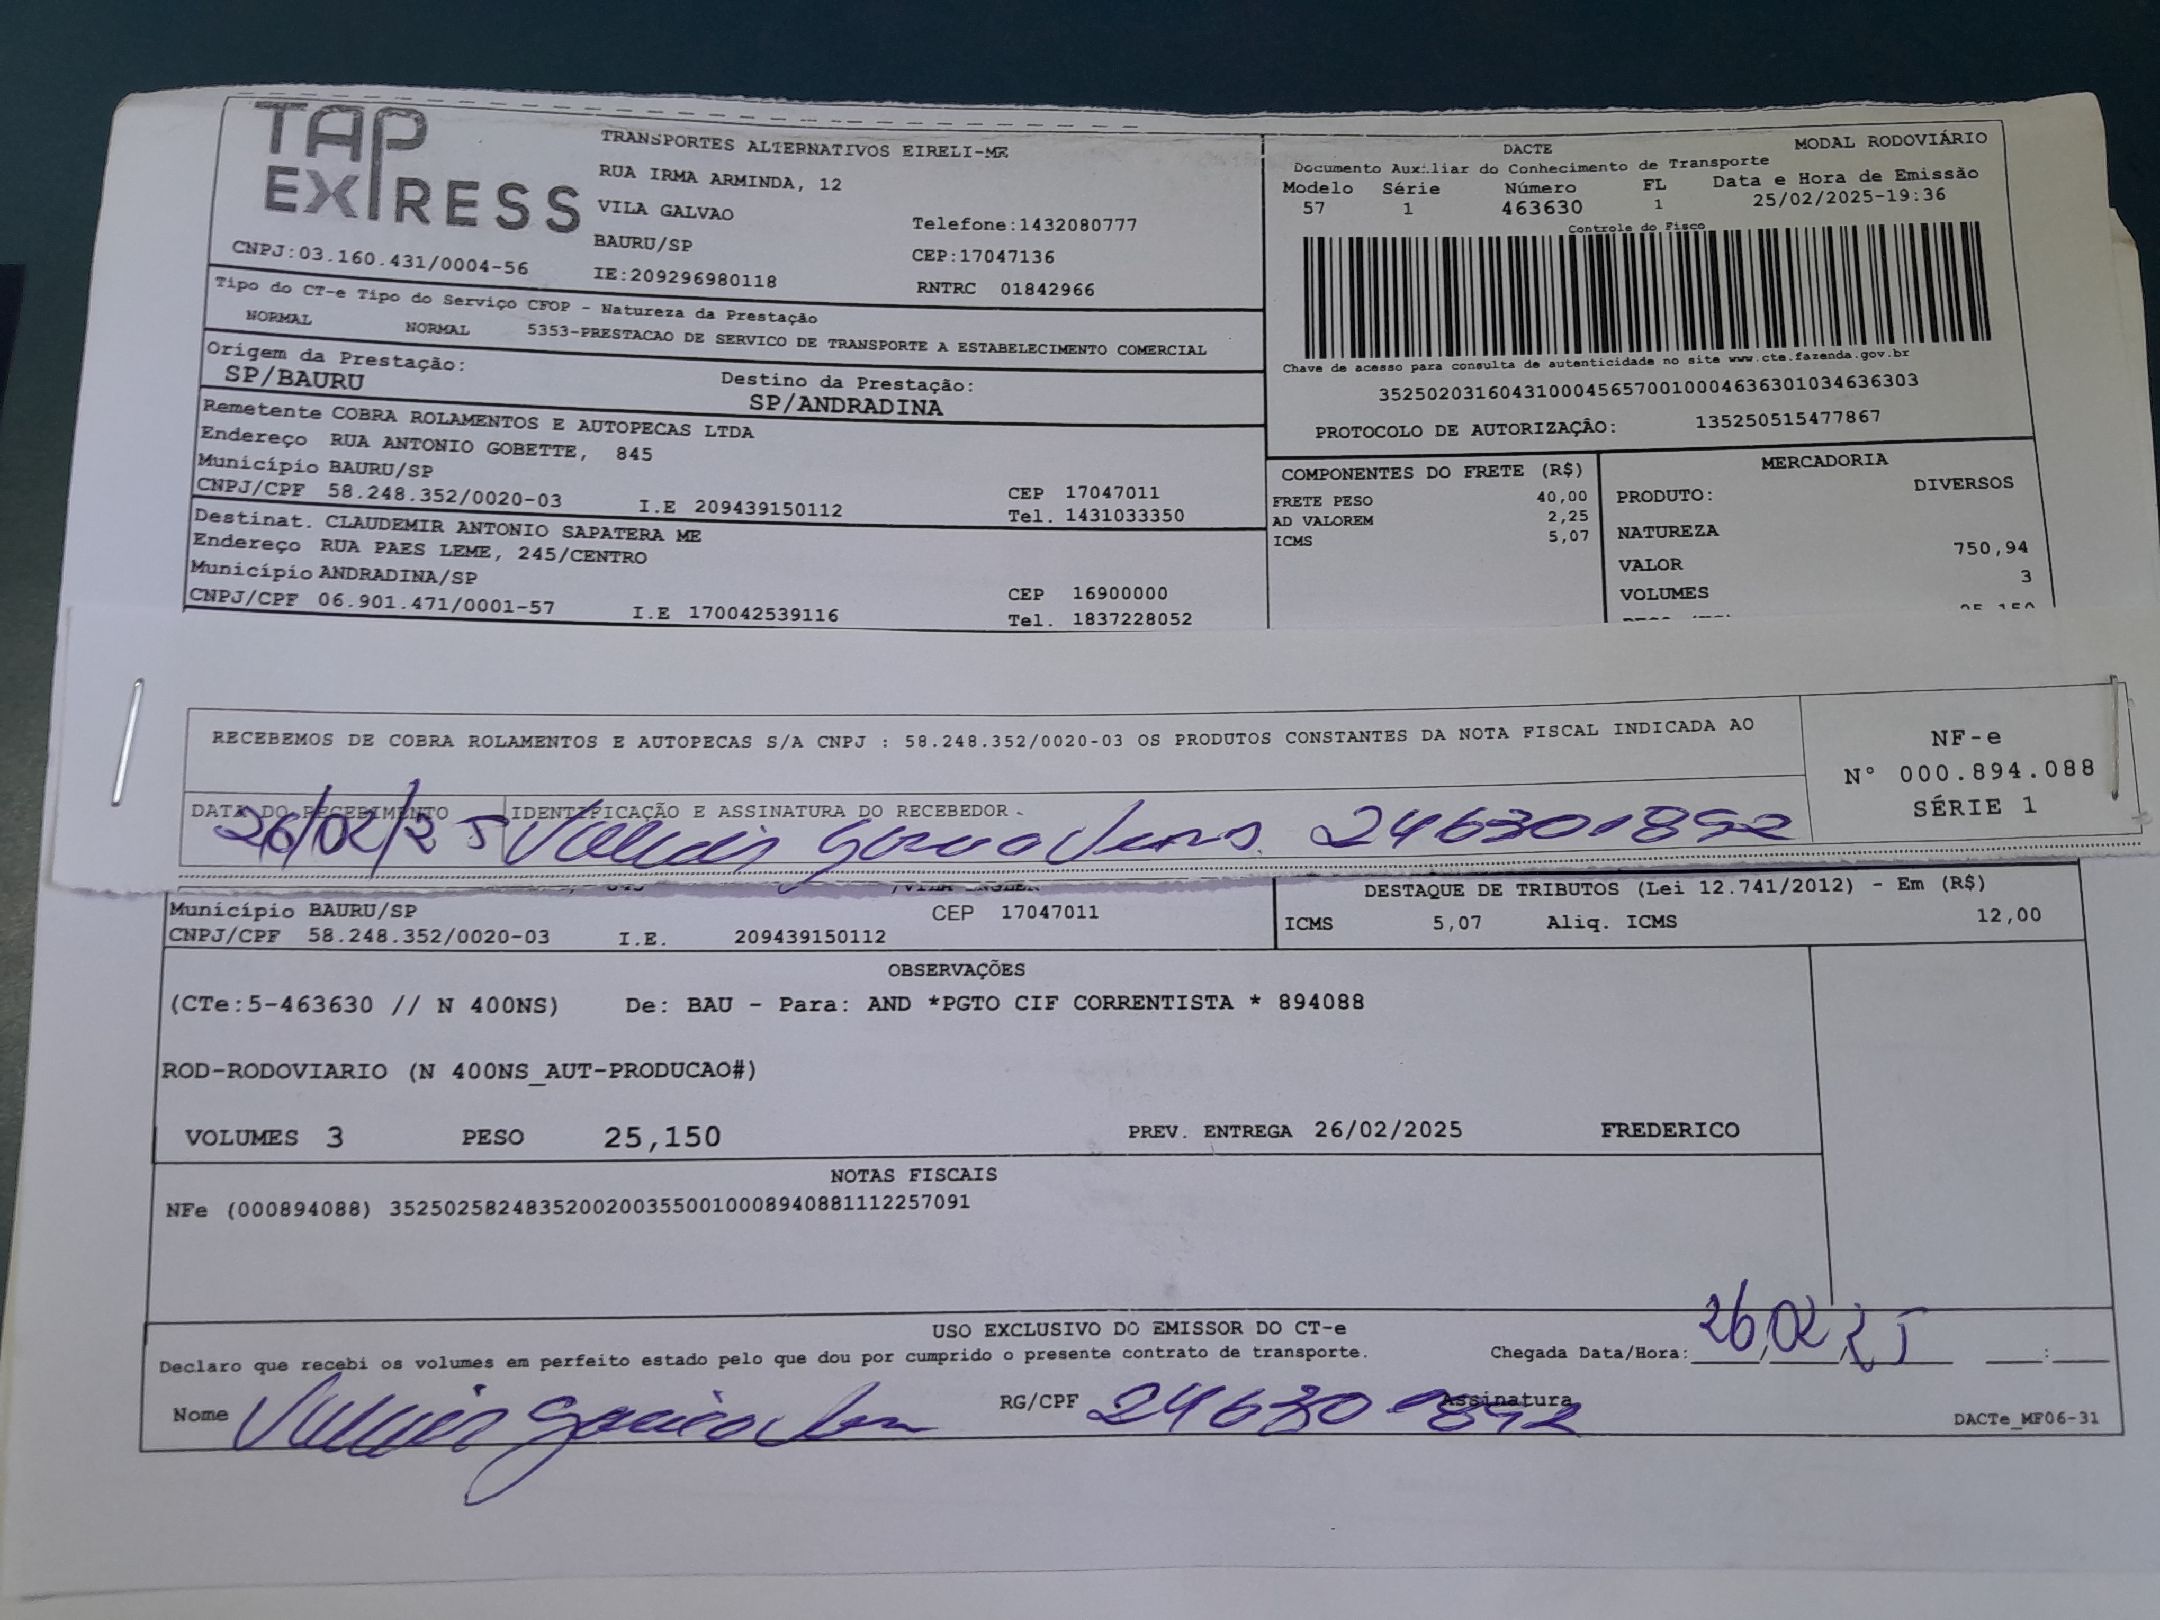 TAP EXPRESS
TRANSPORTES ALTERNATIVOS EIRELI-ME
RUA IRMA ARMINDA, 12
VILA GALVAO
Telefone:1432080777
BAURU/SP
CEP:17047136
CNPJ:03.160.431/0004-56
IE:209296980118
RNTRC 01842966
DACTE
MODAL RODOVIÁRIO
Documento Auxiliar do Conhecimento de Transporte
Modelo Série Número FL Data e Hora de Emissão
57 1 463630 1 25/02/2025-19:36
Controle do Fisco
Chave de acesso para consulta de autenticidade no site www.cte.fazenda.gov.br
35250203160431000456570010004636301034636303
PROTOCOLO DE AUTORIZAÇÃO: 135250515477867
Tipo do CT-e Tipo do Serviço CFOP - Natureza da Prestação
NORMAL NORMAL 5353-PRESTACAO DE SERVICO DE TRANSPORTE A ESTABELECIMENTO COMERCIAL
Origem da Prestação:
SP/BAURU
Destino da Prestação:
SP/ANDRADINA
Remetente COBRA ROLAMENTOS E AUTOPECAS LTDA
Endereço RUA ANTONIO GOBETTE, 845
Município BAURU/SP
CEP 17047011
CNPJ/CPF 58.248.352/0020-03 I.E 209439150112
Tel. 1431033350
Destinat. CLAUDEMIR ANTONIO SAPATERA ME
Endereço RUA PAES LEME, 245/CENTRO
Município ANDRADINA/SP
CEP 16900000
CNPJ/CPF 06.901.471/0001-57 I.E 170042539116
Tel. 1837228052
COMPONENTES DO FRETE (R$)
FRETE PESO 40,00
AD VALOREM 2,25
ICMS 5,07
MERCADORIA
PRODUTO: DIVERSOS
NATUREZA
VALOR 750,94
VOLUMES 3
RECEBEMOS DE COBRA ROLAMENTOS E AUTOPECAS S/A CNPJ : 58.248.352/0020-03 OS PRODUTOS CONSTANTES DA NOTA FISCAL INDICADA AO
NF-e
N° 000.894.088
SÉRIE 1
DATA DO RECEBIMENTO
IDENTIFICAÇÃO E ASSINATURA DO RECEBEDOR
26/02/25
Município BAURU/SP CEP 17047011
CNPJ/CPF 58.248.352/0020-03 I.E. 209439150112
DESTAQUE DE TRIBUTOS (Lei 12.741/2012) - Em (R$)
ICMS 5,07 Aliq. ICMS 12,00
OBSERVAÇÕES
(CTe:5-463630 // N 400NS) De: BAU - Para: AND *PGTO CIF CORRENTISTA * 894088
ROD-RODOVIARIO (N 400NS_AUT-PRODUCAO#)
VOLUMES 3 PESO 25,150 PREV. ENTREGA 26/02/2025 FREDERICO
NOTAS FISCAIS
NFe (000894088) 35250258248352002003550010008940881112257091
USO EXCLUSIVO DO EMISSOR DO CT-e
Declaro que recebi os volumes em perfeito estado pelo que dou por cumprido o presente contrato de transporte.
Chegada Data/Hora: 26/02/25 :
Nome
RG/CPF
Assinatura
DACTe_MF06-31